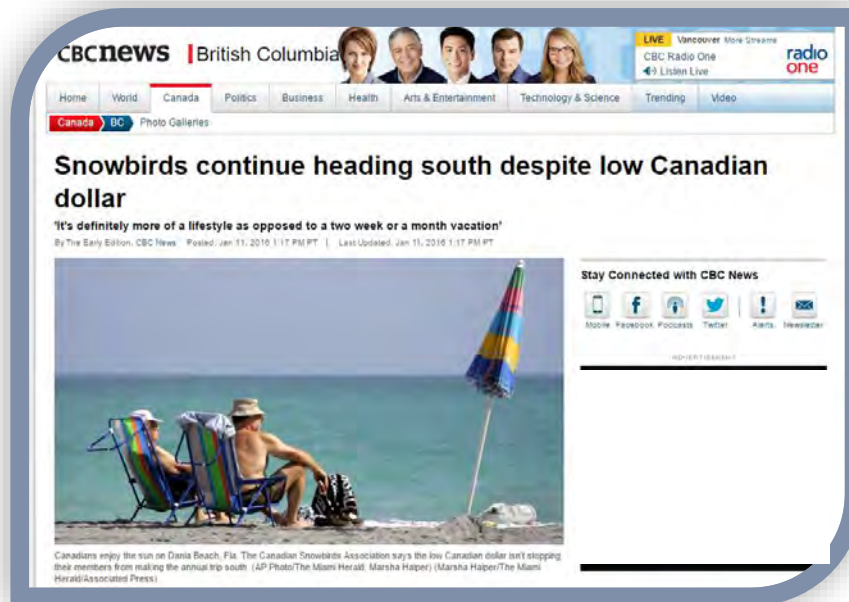 CBCnews | British Columbia
LIVE Vancouver More Streams
CBC Radio One
Listen Live
radio
one
Home World Canada Politics Business Health Arts & Entertainment Technology & Science Trending Video
Canada BC Photo Galleries
Snowbirds continue heading south despite low Canadian
dollar
'It's definitely more of a lifestyle as opposed to a two week or a month vacation'
By The Early Edition, CBC News Posted: Jan 11, 2016 1:17 PM PT | Last Updated: Jan 11, 2016 1:17 PM PT
Stay Connected with CBC News
Mobile Facebook Podcasts Twitter Alerts Newsletter
ADVERTISEMENT
Canadians enjoy the sun on Dania Beach, Fla. The Canadian Snowbirds Association says the low Canadian dollar isn't stopping
their members from making the annual trip south. (AP Photo/The Miami Herald, Marsha Halper) (Marsha Halper/The Miami
Herald/Associated Press)